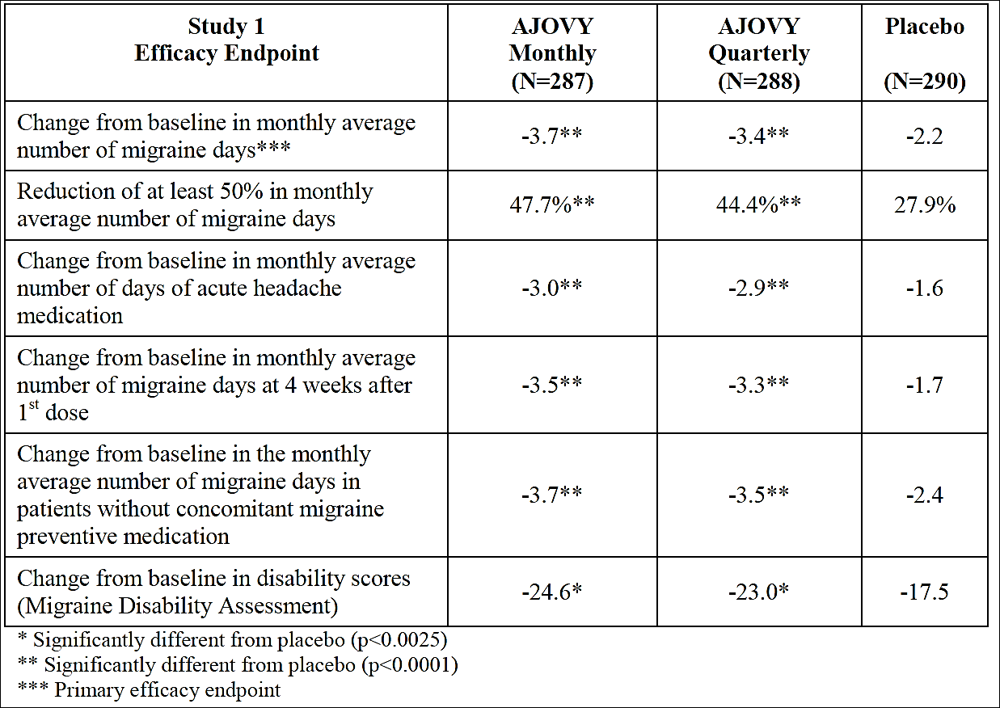 Study 1
Efficacy Endpoint
AJOVY
Monthly
(N=287)
AJOVY
Quarterly
(N=288)
Placebo
(N=290)
Change from baseline in monthly average
number of migraine days***
-3.7**
-3.4**
-2.2
Reduction of at least 50% in monthly
average number of migraine days
47.7%**
44.4%**
27.9%
Change from baseline in monthly average
number of days of acute headache
medication
-3.0**
-2.9**
-1.6
Change from baseline in monthly average
number of migraine days at 4 weeks after
1st dose
-3.5**
-3.3**
-1.7
Change from baseline in the monthly
average number of migraine days in
patients without concomitant migraine
preventive medication
-3.7**
-3.5**
-2.4
Change from baseline in disability scores
(Migraine Disability Assessment)
-24.6*
-23.0*
-17.5
* Significantly different from placebo (p<0.0025)
** Significantly different from placebo (p<0.0001)
*** Primary efficacy endpoint